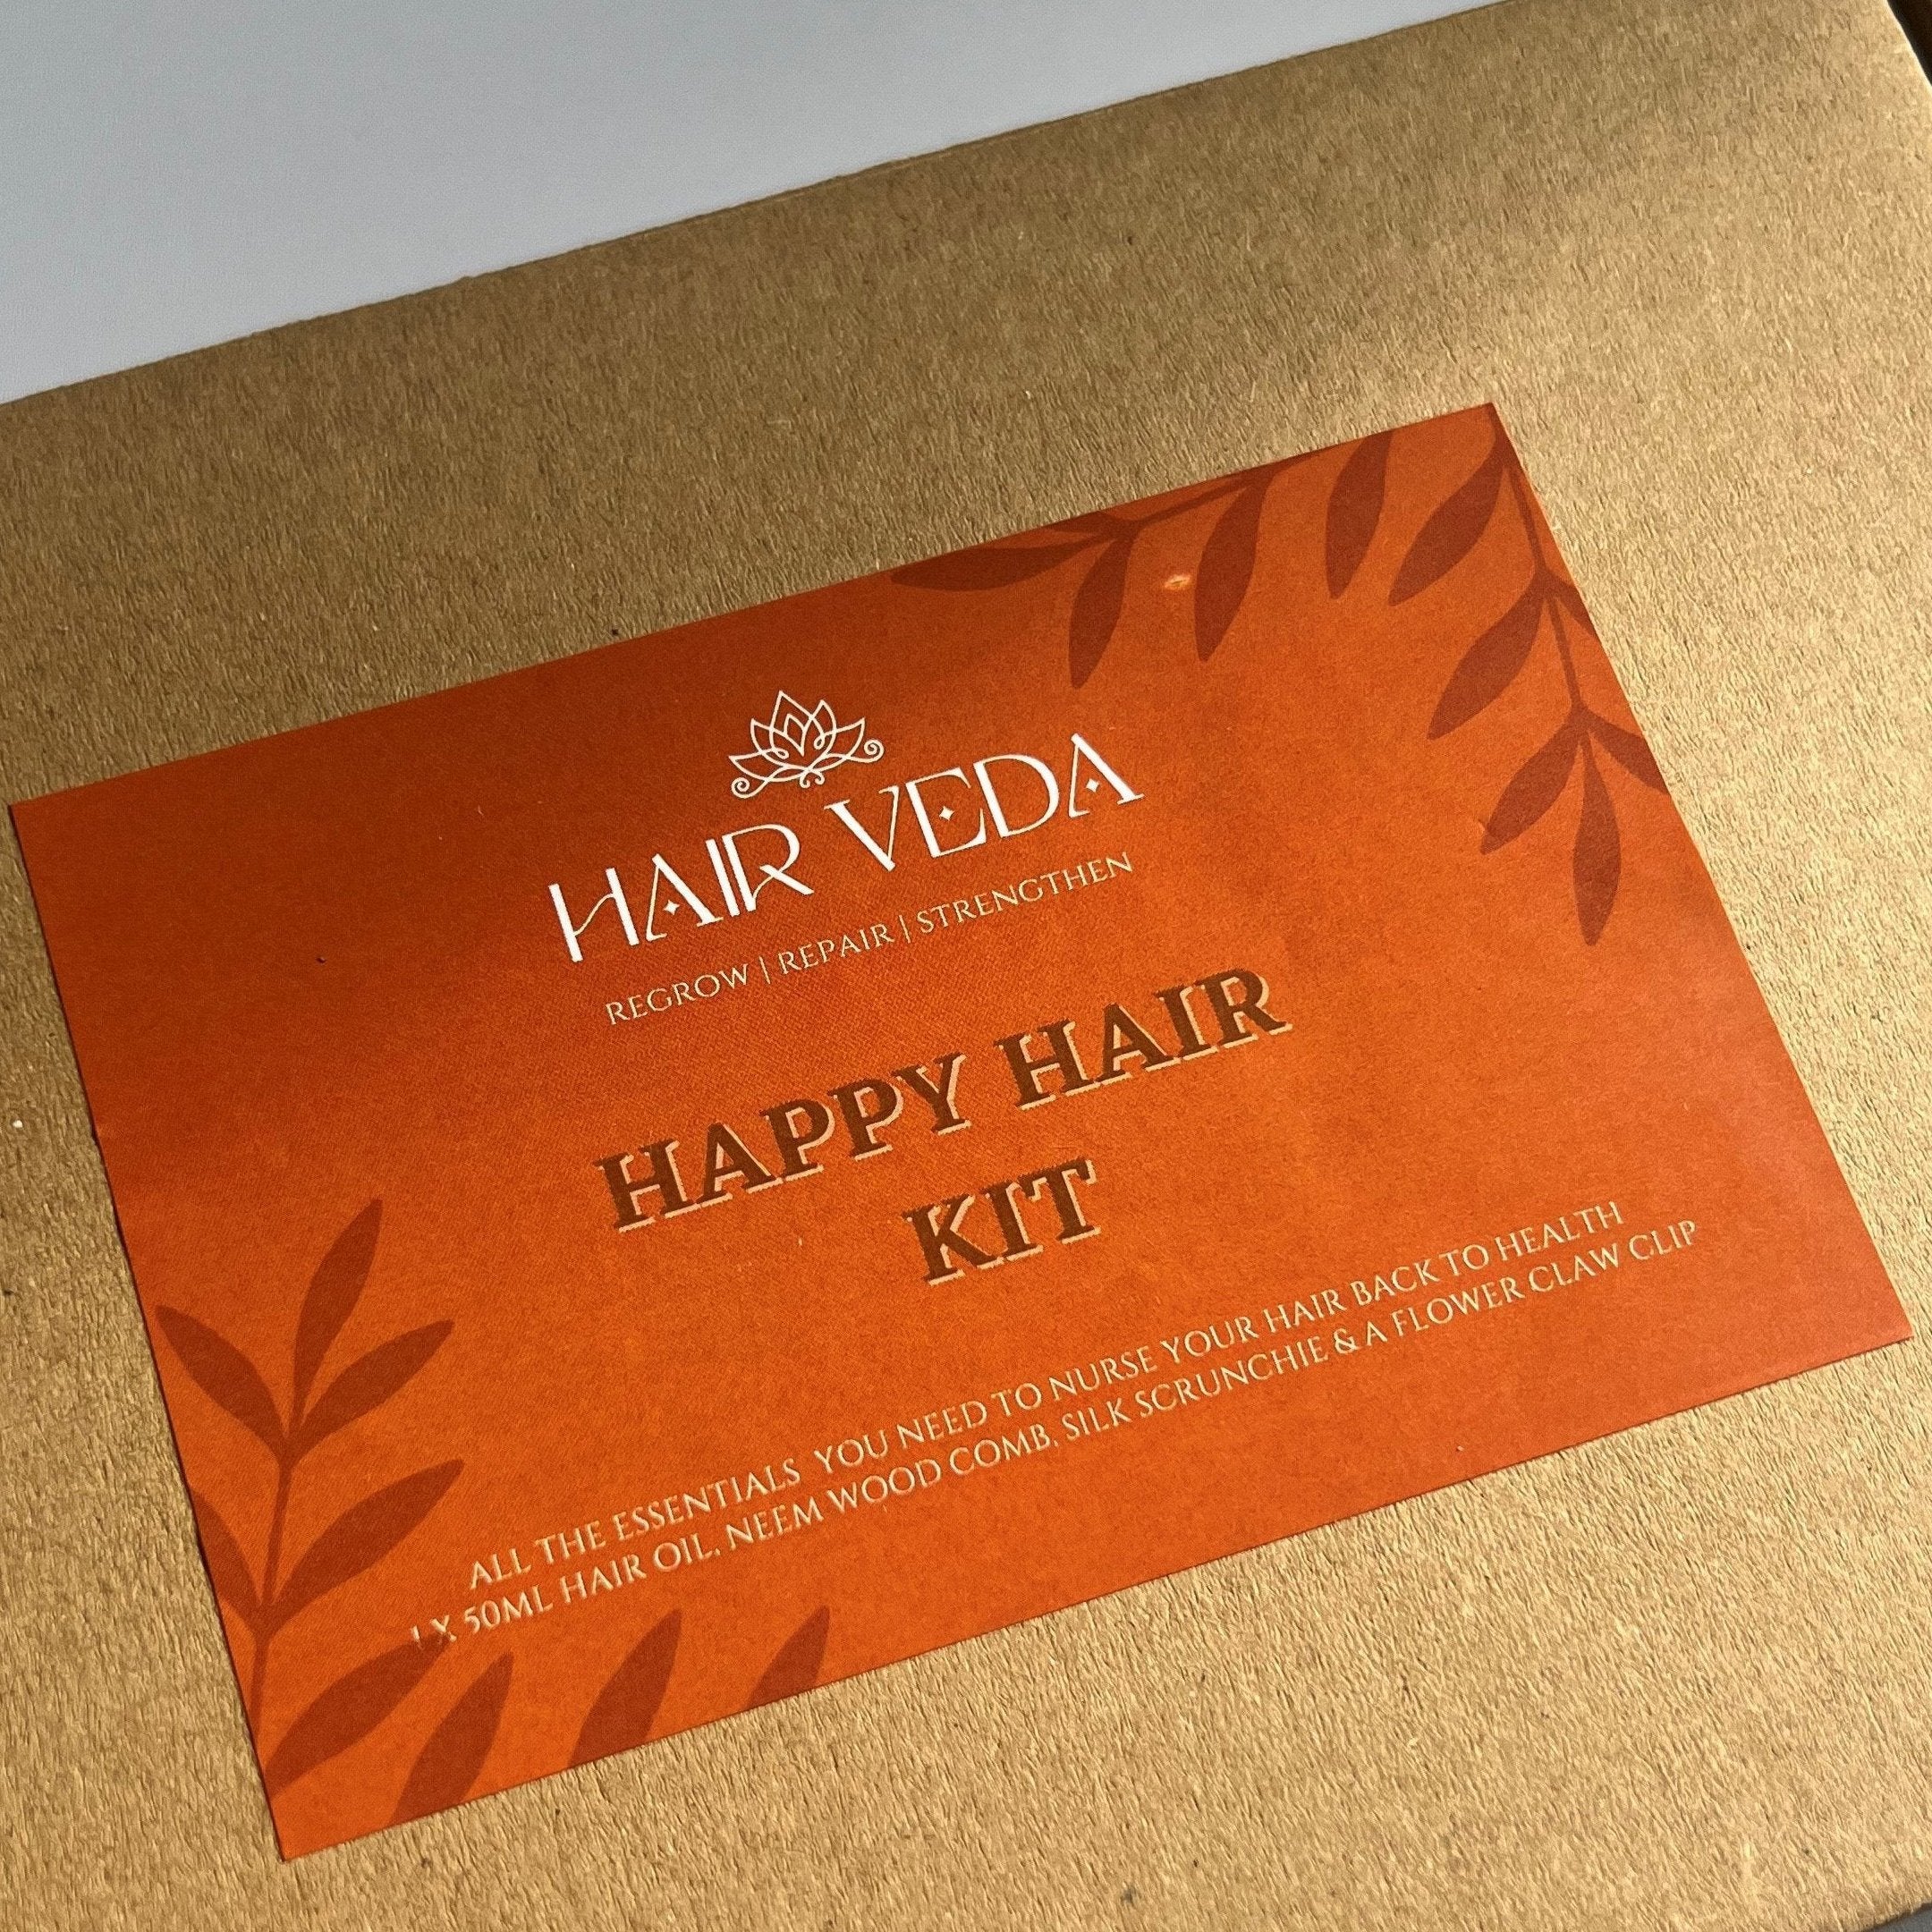 HAIR VEDA
REGROW | REPAIR | STRENGTHEN
HAPPY HAIR
KIT
ALL THE ESSENTIALS YOU NEED TO NURSE YOUR HAIR BACK TO HEALTH
1 X 50ML HAIR OIL, NEEM WOOD COMB, SILK SCRUNCHIE & A FLOWER CLAW CLIP